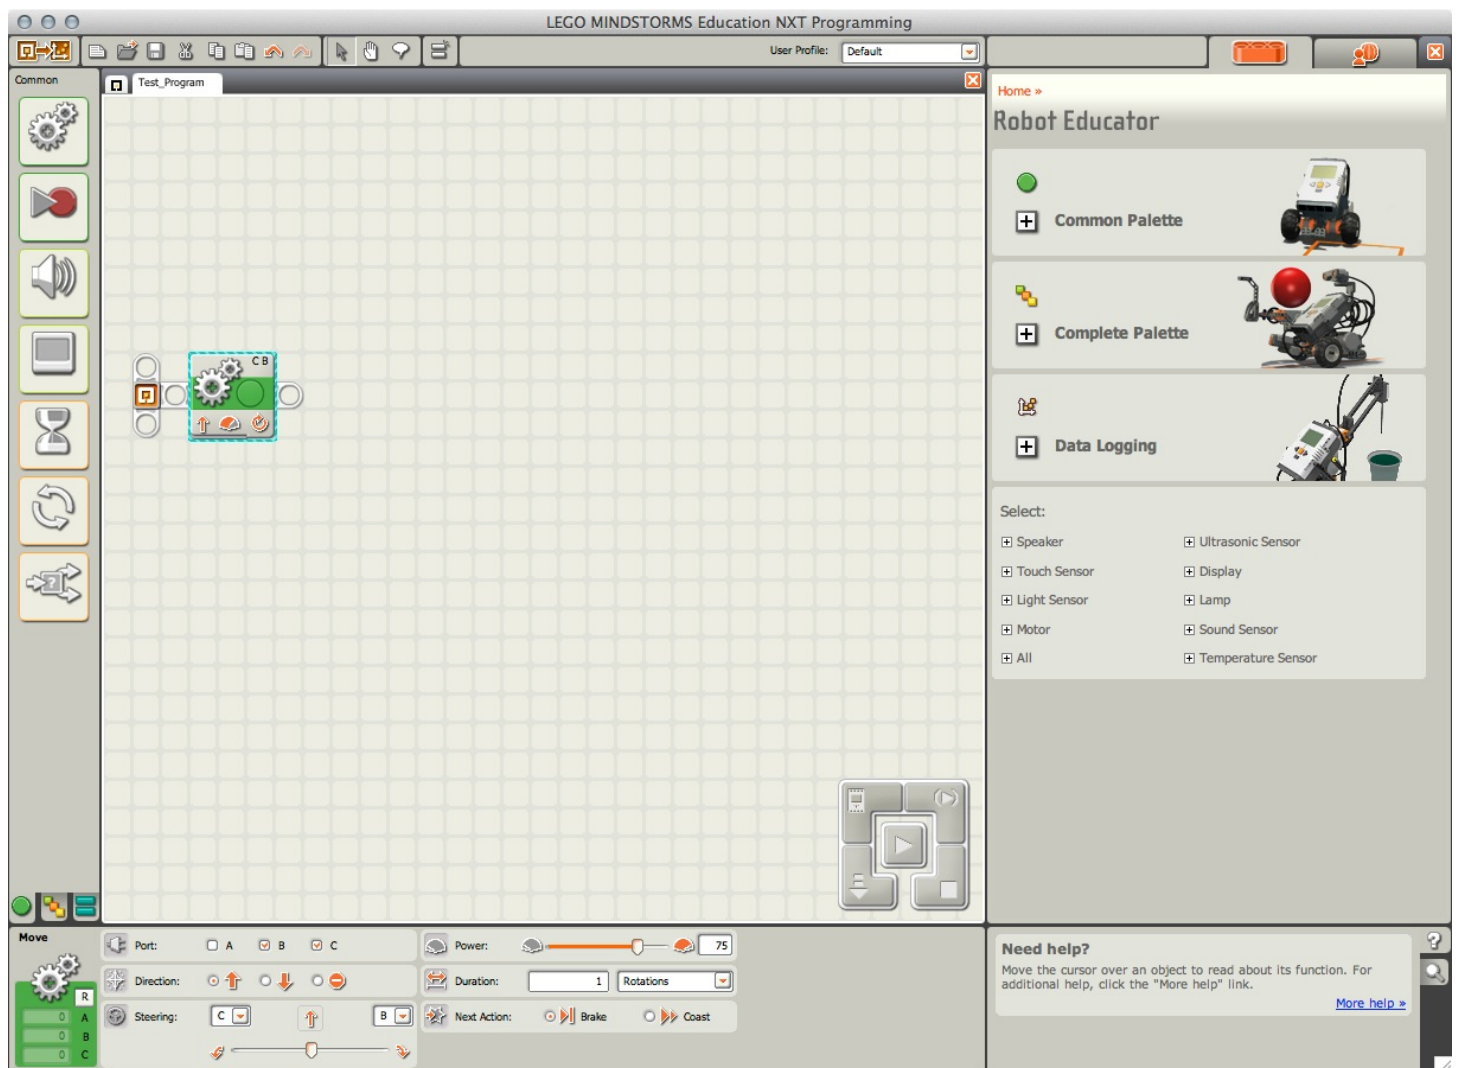 LEGO MINDSTORMS Education NXT Programming
User Profile: Default
Common
Test_Program
C B
Home »
Robot Educator
Common Palette
Complete Palette
Data Logging
Select:
Speaker
Ultrasonic Sensor
Touch Sensor
Display
Light Sensor
Lamp
Motor
Sound Sensor
All
Temperature Sensor
Move
R
0 A
0 B
0 C
Port: A B C
Direction:
Steering: C B
Power: 75
Duration: 1 Rotations
Next Action: Brake Coast
Need help?
Move the cursor over an object to read about its function. For
additional help, click the "More help" link.
More help »